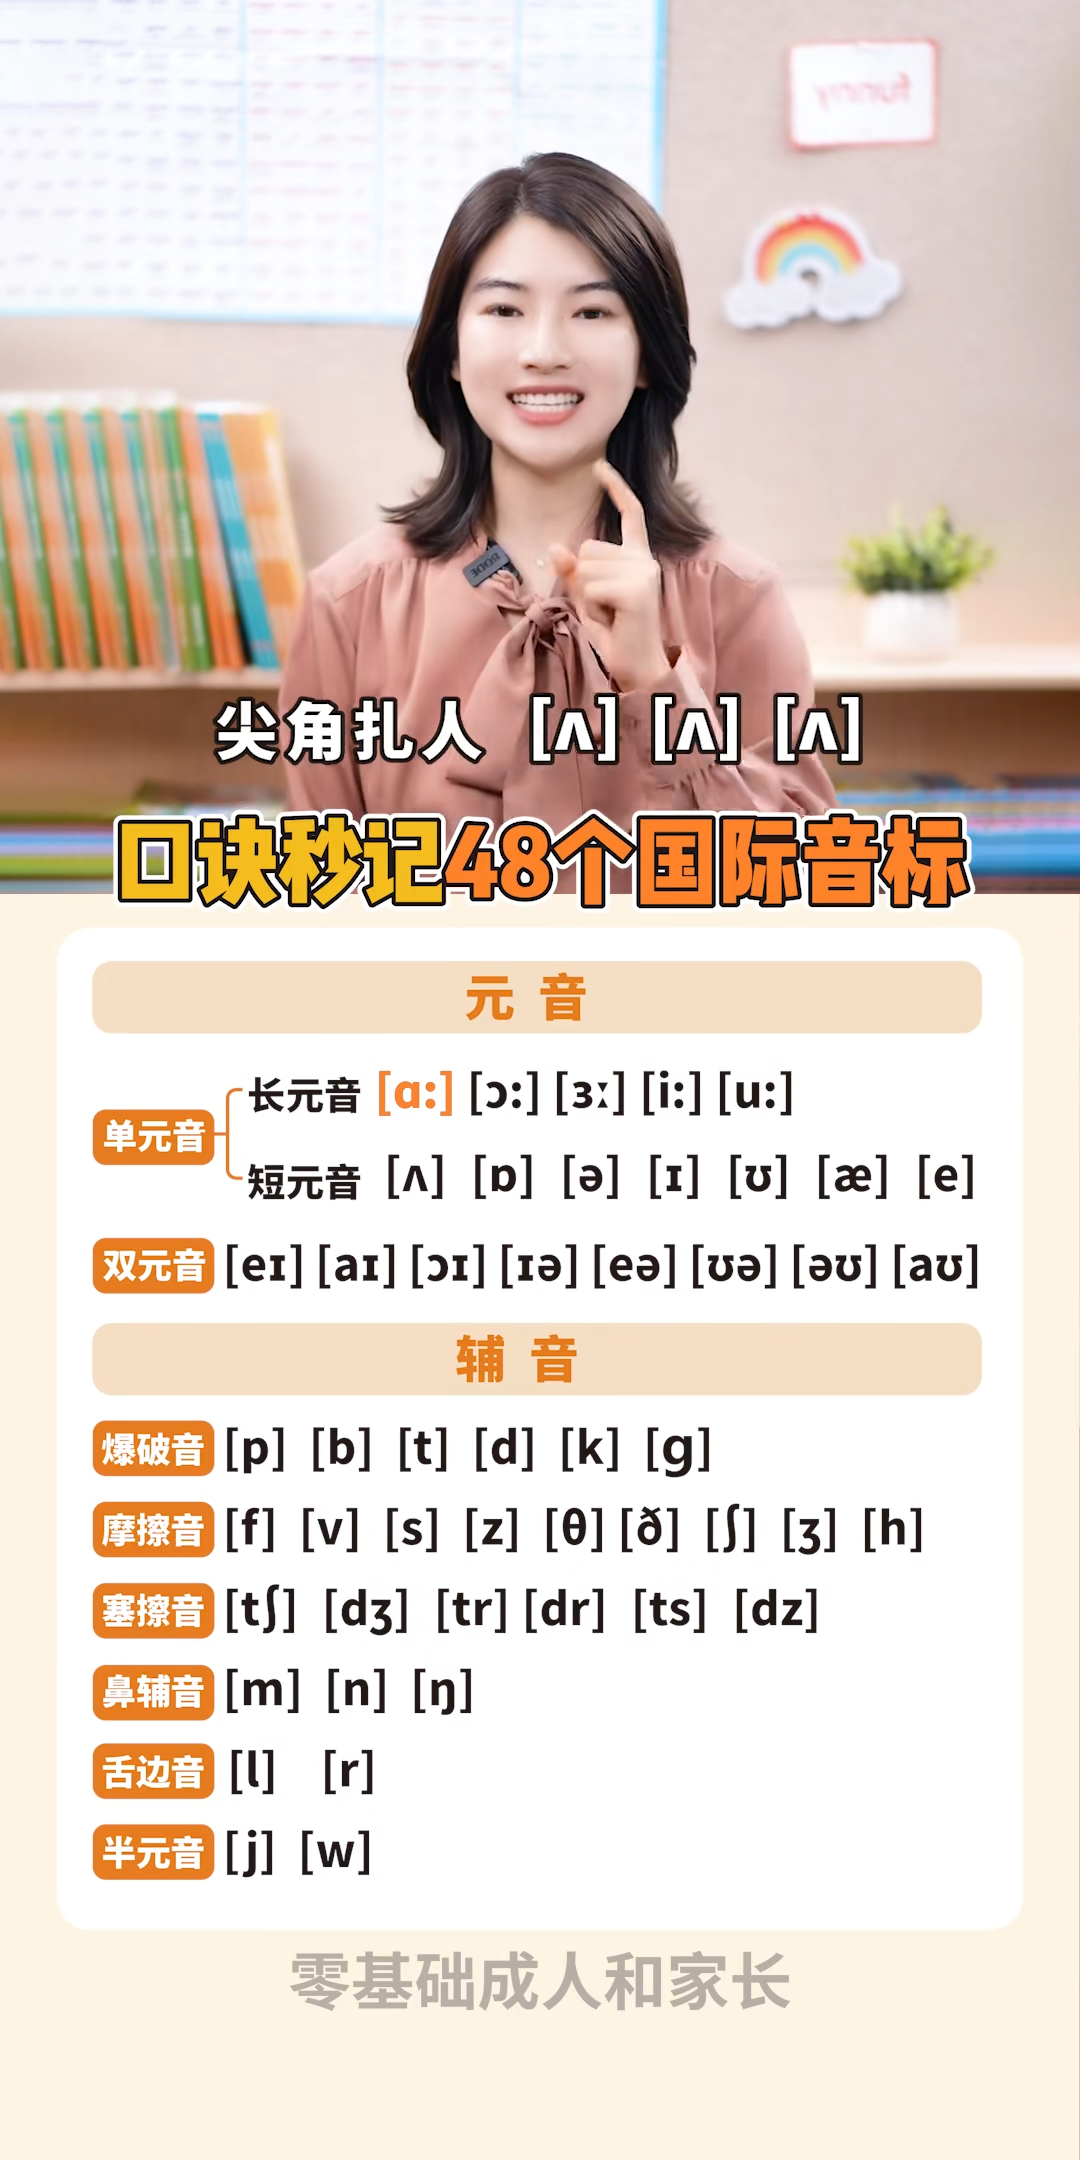 funny
RODE
尖角扎人 [ʌ] [ʌ] [ʌ]
口诀秒记48个国际音标
元 音
单元音
长元音 [ɑ:] [ɔ:] [ɜː] [i:] [u:]
短元音 [ʌ] [ɒ] [ə] [ɪ] [ʊ] [æ] [e]
双元音 [eɪ] [aɪ] [ɔɪ] [ɪə] [eə] [ʊə] [əʊ] [aʊ]
辅 音
爆破音 [p] [b] [t] [d] [k] [g]
摩擦音 [f] [v] [s] [z] [θ] [ð] [ʃ] [ʒ] [h]
塞擦音 [tʃ] [dʒ] [tr] [dr] [ts] [dz]
鼻辅音 [m] [n] [ŋ]
舌边音 [l] [r]
半元音 [j] [w]
零基础成人和家长